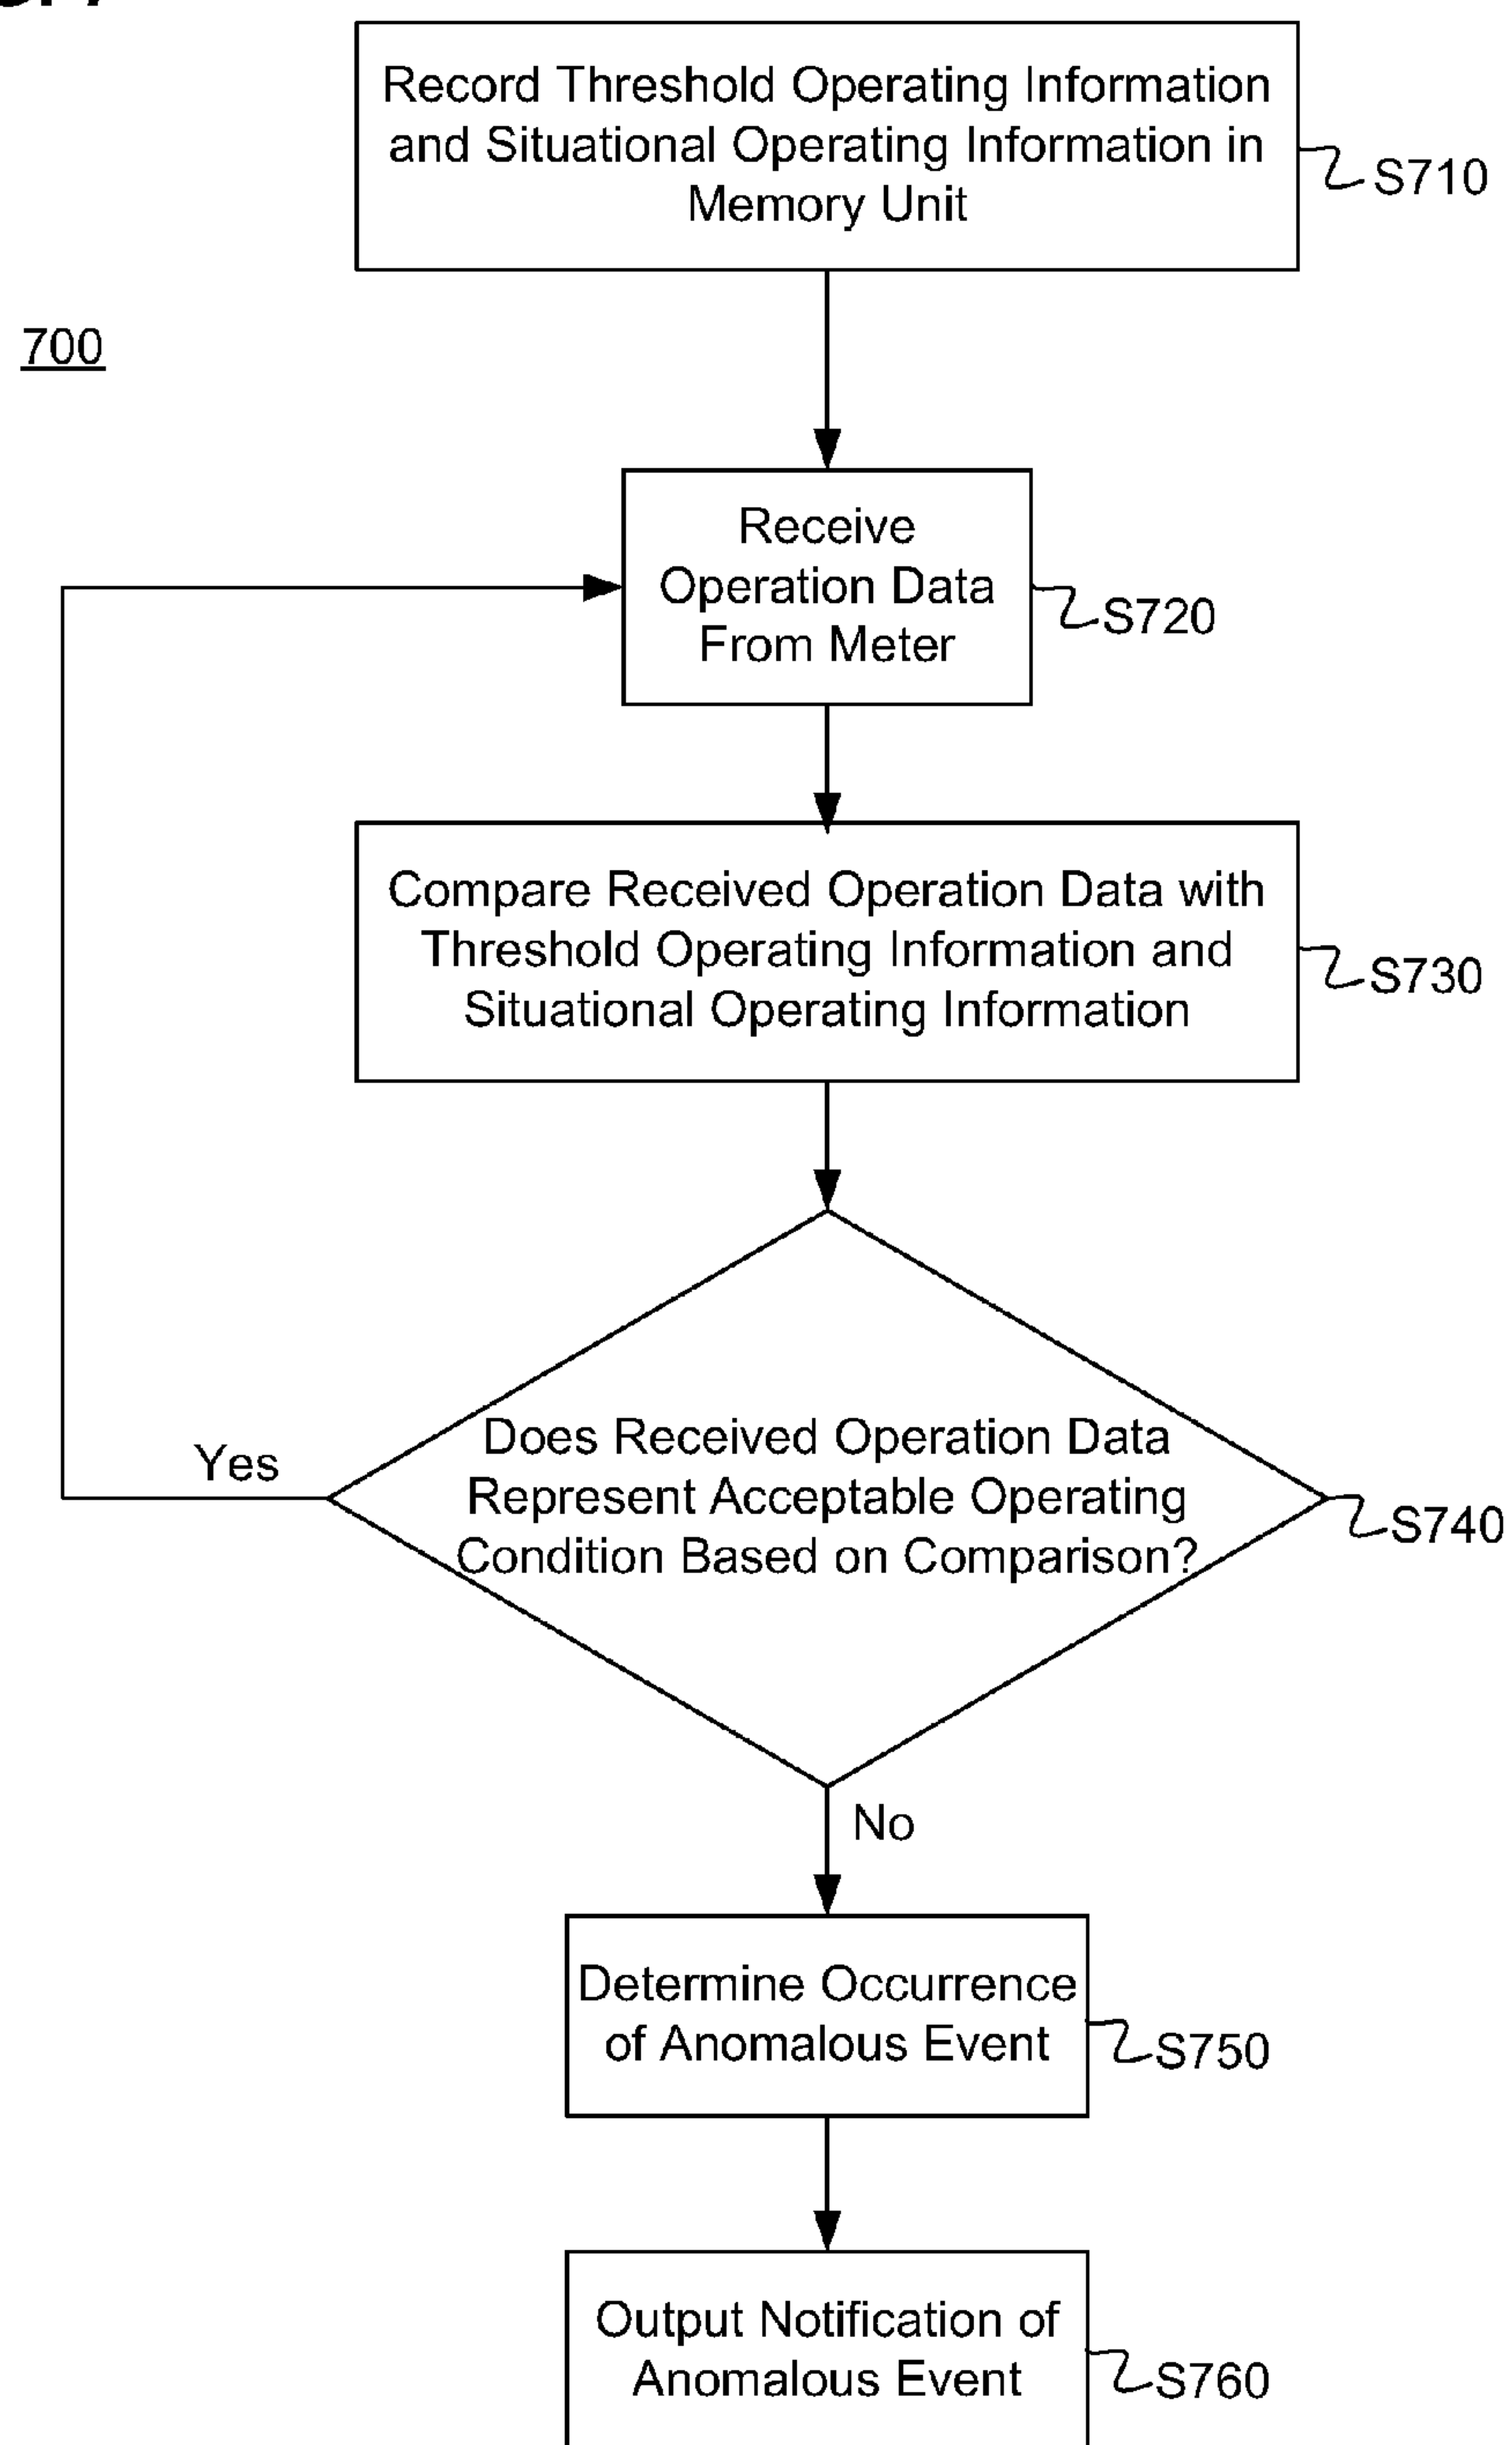 Record Threshold Operating Information
and Situational Operating Information in
Memory Unit
S710
700
Receive
Operation Data
From Meter
S720
Compare Received Operation Data with
Threshold Operating Information and
Situational Operating Information
S730
Does Received Operation Data
Represent Acceptable Operating
Condition Based on Comparison?
Yes
S740
No
Determine Occurrence
of Anomalous Event
S750
Output Notification of
Anomalous Event
S760